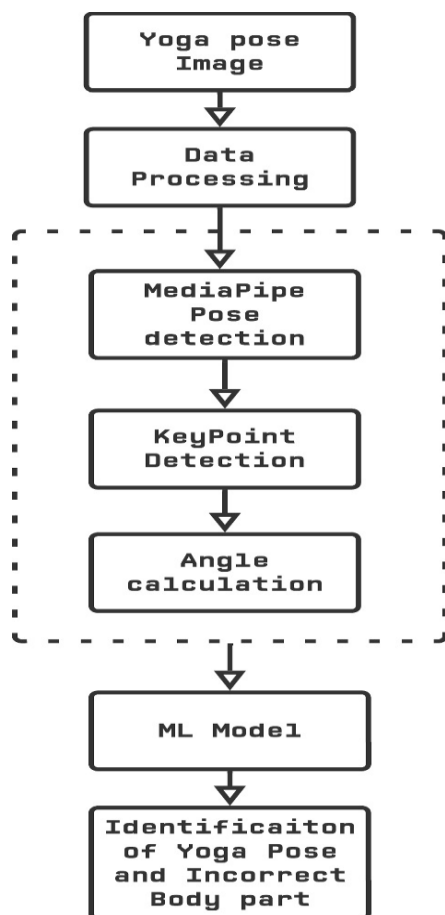 Yoga pose
Image
Data
Processing
MediaPipe
Pose
detection
KeyPoint
Detection
Angle
calculation
ML Model
Identificaiton
of Yoga Pose
and Incorrect
Body part